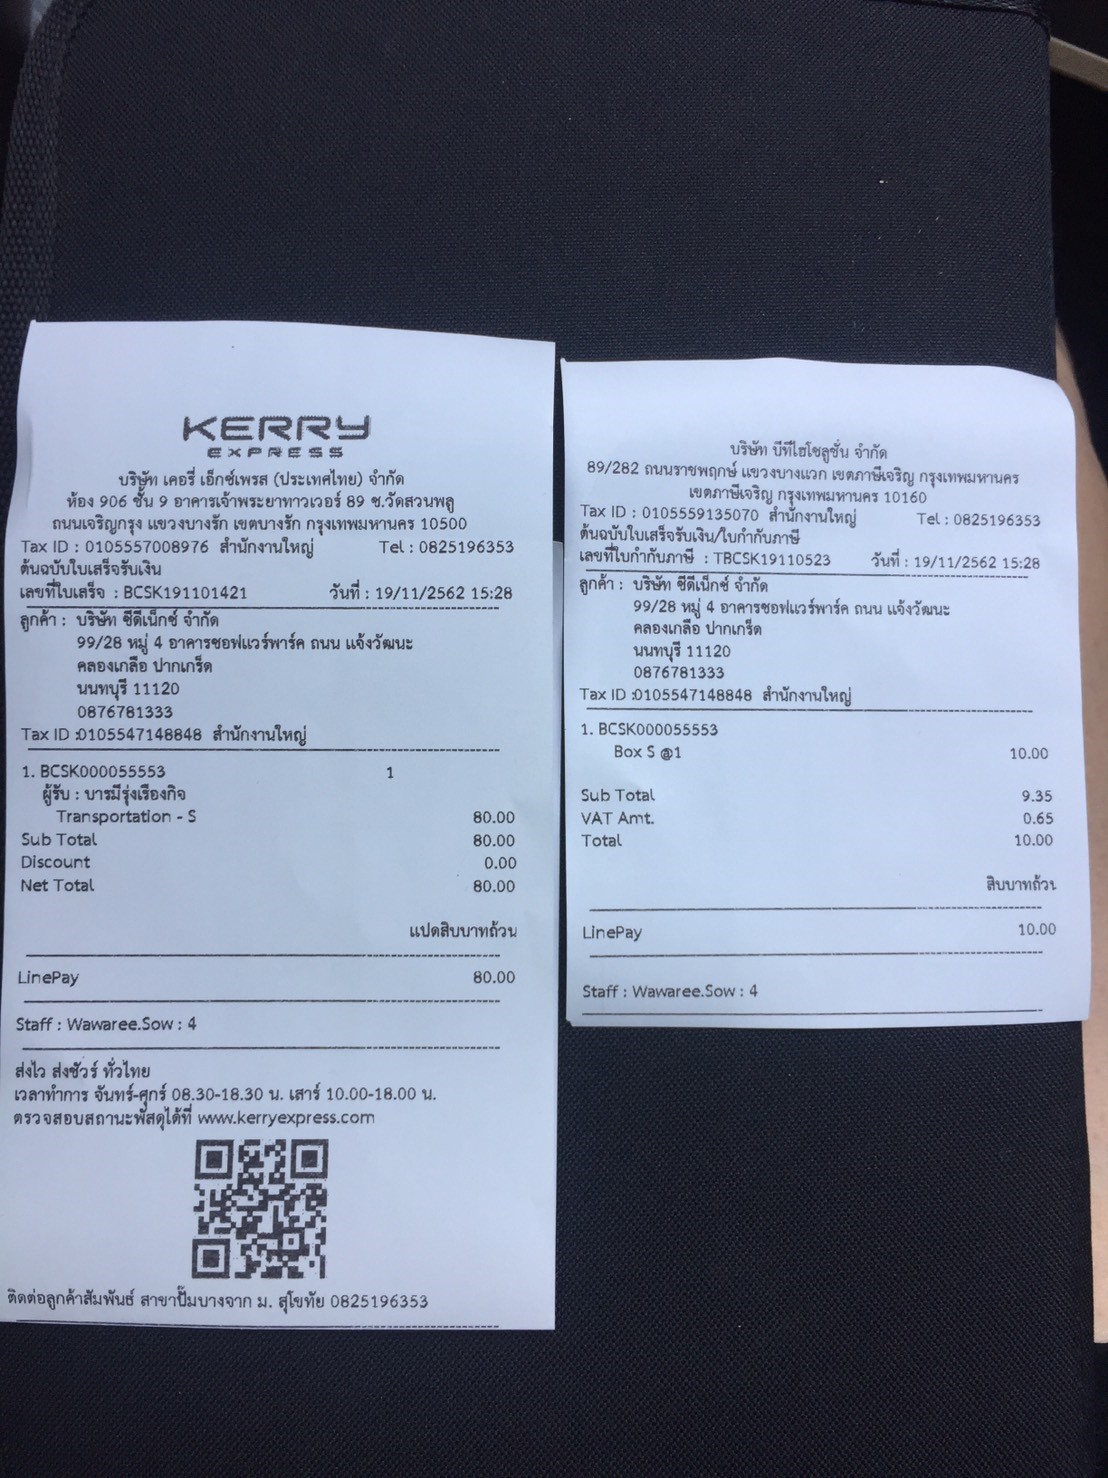 KERRY
EXPRESS
บริษัท เคอรี่ เอ็กซ์เพรส (ประเทศไทย) จำกัด
ห้อง 906 ชั้น 9 อาคารเจ้าพระยาทาวเวอร์ 89 ซ.วัดสวนพลู
ถนนเจริญกรุง แขวงบางรัก เขตบางรัก กรุงเทพมหานคร 10500
Tax ID : 0105557008976 สำนักงานใหญ่ Tel : 0825196353
ต้นฉบับใบเสร็จรับเงิน
เลขที่ใบเสร็จ : BCSK191101421 วันที่ : 19/11/2562 15:28
ลูกค้า : บริษัท ซีดีเน็กซ์ จำกัด
99/28 หมู่ 4 อาคารซอฟแวร์พาร์ค ถนน แจ้งวัฒนะ
คลองเกลือ ปากเกร็ด
นนทบุรี 11120
0876781333
Tax ID :0105547148848 สำนักงานใหญ่
1. BCSK000055553 1
ผู้รับ : บารมีรุ่งเรืองกิจ
Transportation - S 80.00
Sub Total 80.00
Discount 0.00
Net Total 80.00
แปดสิบบาทถ้วน
LinePay 80.00
Staff : Wawaree.Sow : 4
ส่งไว ส่งชัวร์ ทั่วไทย
เวลาทำการ จันทร์-ศุกร์ 08.30-18.30 น. เสาร์ 10.00-18.00 น.
ตรวจสอบสถานะพัสดุได้ที่ www.kerryexpress.com
ติดต่อลูกค้าสัมพันธ์ สาขาปั๊มบางจาก ม. สุโขทัย 0825196353
บริษัท บีทีไฮโซลูชั่น จำกัด
89/282 ถนนราชพฤกษ์ แขวงบางแวก เขตภาษีเจริญ กรุงเทพมหานคร
เขตภาษีเจริญ กรุงเทพมหานคร 10160
Tax ID : 0105559135070 สำนักงานใหญ่ Tel : 0825196353
ต้นฉบับใบเสร็จรับเงิน/ใบกำกับภาษี
เลขที่ใบกำกับภาษี : TBCSK19110523 วันที่ : 19/11/2562 15:28
ลูกค้า : บริษัท ซีดีเน็กซ์ จำกัด
99/28 หมู่ 4 อาคารซอฟแวร์พาร์ค ถนน แจ้งวัฒนะ
คลองเกลือ ปากเกร็ด
นนทบุรี 11120
0876781333
Tax ID :0105547148848 สำนักงานใหญ่
1. BCSK000055553
Box S @1 10.00
Sub Total 9.35
VAT Amt. 0.65
Total 10.00
สิบบาทถ้วน
LinePay 10.00
Staff : Wawaree.Sow : 4